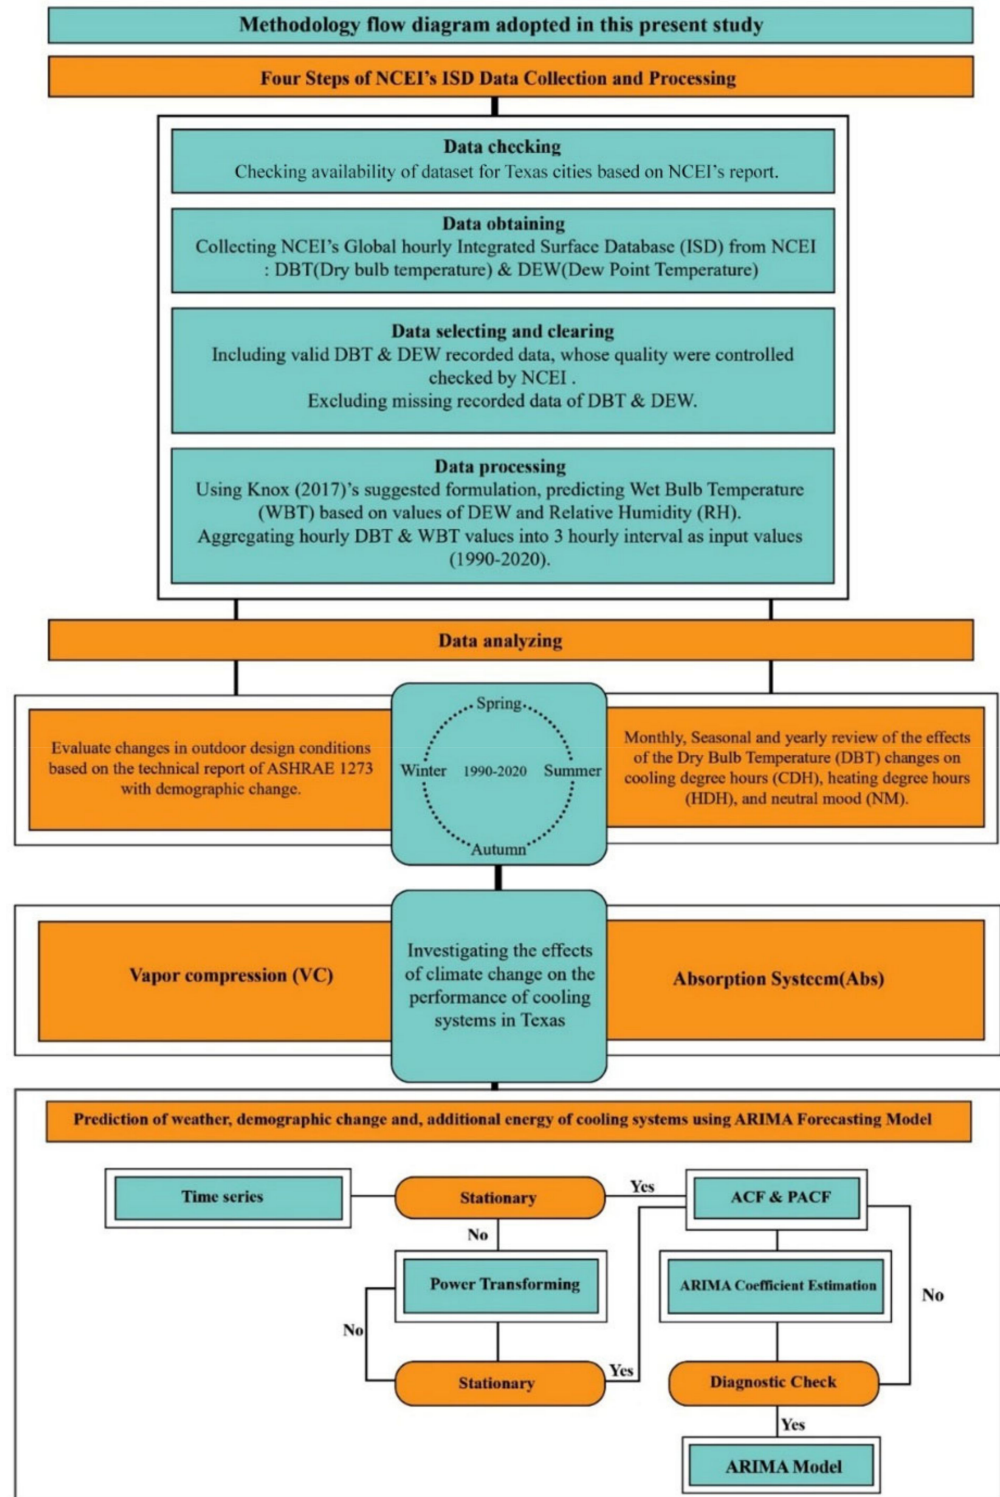 Methodology flow diagram adopted in this present study
Four Steps of NCEI's ISD Data Collection and Processing
Data checking
Checking availability of dataset for Texas cities based on NCEI's report.
Data obtaining
Collecting NCEI's Global hourly Integrated Surface Database (ISD) from NCEI
: DBT(Dry bulb temperature) & DEW(Dew Point Temperature)
Data selecting and clearing
Including valid DBT & DEW recorded data, whose quality were controlled
checked by NCEI .
Excluding missing recorded data of DBT & DEW.
Data processing
Using Knox (2017)'s suggested formulation, predicting Wet Bulb Temperature
(WBT) based on values of DEW and Relative Humidity (RH).
Aggregating hourly DBT & WBT values into 3 hourly interval as input values
(1990-2020).
Data analyzing
Evaluate changes in outdoor design conditions
based on the technical report of ASHRAE 1273
with demographic change.
Spring
Winter 1990-2020 Summer
Autumn
Monthly, Seasonal and yearly review of the effects
of the Dry Bulb Temperature (DBT) changes on
cooling degree hours (CDH), heating degree hours
(HDH), and neutral mood (NM).
Vapor compression (VC)
Investigating the effects
of climate change on the
performance of cooling
systems in Texas
Absorption Systecm(Abs)
Prediction of weather, demographic change and, additional energy of cooling systems using ARIMA Forecasting Model
Time series
Stationary
Yes
ACF & PACF
No
Power Transforming
ARIMA Coefficient Estimation
No
No
Stationary
Yes
Diagnostic Check
Yes
ARIMA Model